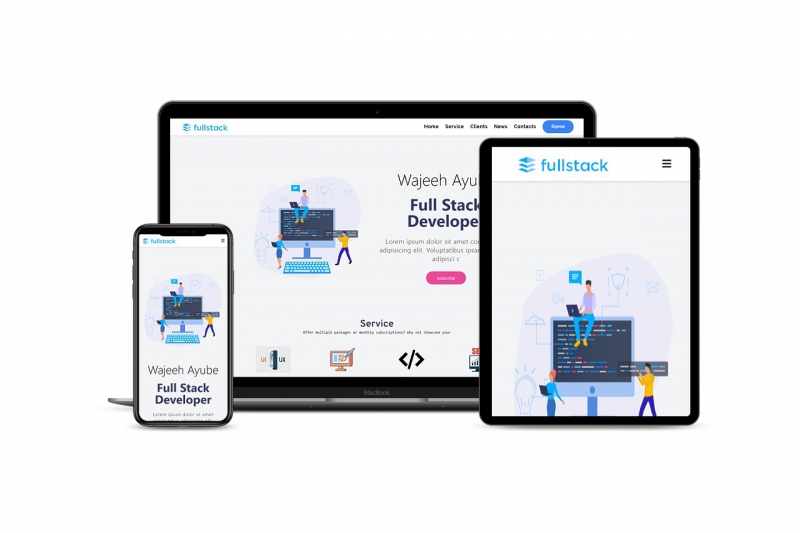 fullstack
Home Service Clients News Contacts Signup
Wajeeh Ayub
Full Stack
Developer
Lorem ipsum dolor sit amet con
adipisicing elit. Voluptatibus ipsa
adipisci c
subscribe
Service
Offer multiple packages or monthly subscriptions? Why not showcase your
UI UX
</>
SE
MacBook
fullstack
Wajeeh Ayube
Full Stack
Developer
Lorem ipsum dolor sit amet
fullstack